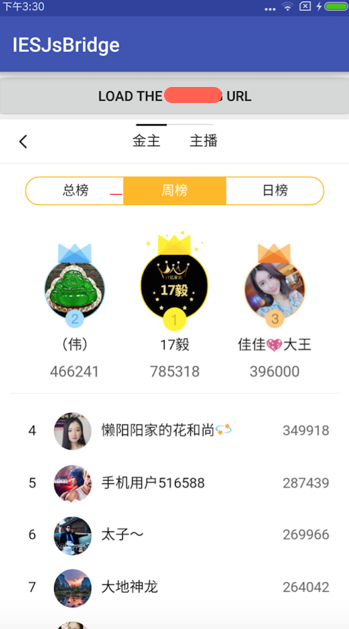 下午3:30
IESJsBridge
LOAD THE URL
金主 主播
总榜 周榜 日榜
17毅
2 1 3
（伟） 17毅 佳佳💖大王
466241 785318 396000
4 懒阳阳家的花和尚💫 349918
5 手机用户516588 287439
6 太子～ 269966
7 大地神龙 264042